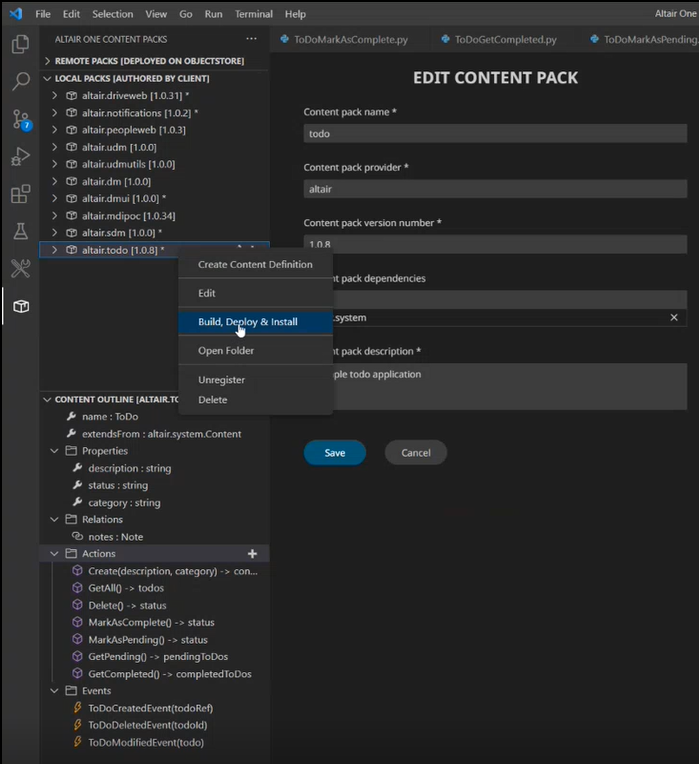 File Edit Selection View Go Run Terminal Help Altair One
ALTAIR ONE CONTENT PACKS ...
ToDoMarkAsComplete.py ToDoGetCompleted.py ToDoMarkAsPending.
REMOTE PACKS [DEPLOYED ON OBJECTSTORE]
LOCAL PACKS (AUTHORED BY CLIENT]
altair.driveweb [1.0.31] *
altair.notifications [1.0.2] *
altair.peopleweb [1.0.3]
altair.udm [1.0.0]
altair.udmutils [1.0.0]
altair.dm [1.0.0]
altair.dmui [1.0.0] *
altair.mdipoc [1.0.34]
altair.sdm [1.0.0] *
altair.todo [1.0.8] *
7
Create Content Definition
Edit
Build, Deploy & Install
Open Folder
Unregister
Delete
EDIT CONTENT PACK
Content pack name *
todo
Content pack provider *
altair
Content pack version number *
1.0.8
nt pack dependencies
.system
nt pack description *
ple todo application
Save Cancel
CONTENT OUTLINE [ALTAIR.TO
name : ToDo
extendsFrom : altair.system.Content
Properties
description : string
status : string
category : string
Relations
notes : Note
Actions
Create(description, category) -> con...
GetAll() -> todos
Delete() -> status
MarkAsComplete() -> status
MarkAsPending() -> status
GetPending() -> pendingToDos
GetCompleted() -> completedToDos
Events
ToDoCreatedEvent(todoRef)
ToDoDeletedEvent(todoId)
ToDoModifiedEvent(todo)